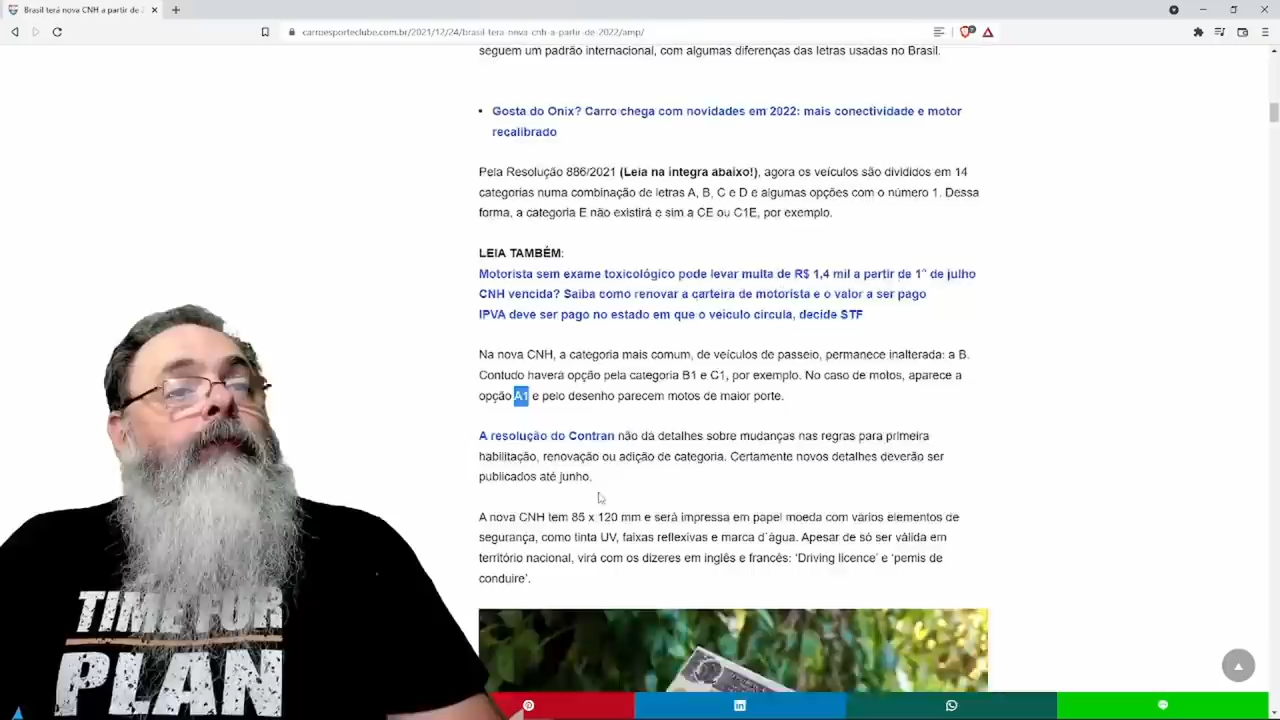 Brasil terá nova CNH a partir de 2
carroesporteclube.com.br/2021/12/24/brasil-tera-nova-cnh-a-partir-de-2022/amp/
seguem um padrão internacional, com algumas diferenças das letras usadas no Brasil.
Gosta do Onix? Carro chega com novidades em 2022: mais conectividade e motor
recalibrado
Pela Resolução 886/2021 (Leia na íntegra abaixo!), agora os veículos são divididos em 14
categorias numa combinação de letras A, B, C e D e algumas opções com o número 1. Dessa
forma, a categoria E não existirá e sim a CE ou C1E, por exemplo.
LEIA TAMBÉM:
Motorista sem exame toxicológico pode levar multa de R$ 1,4 mil a partir de 1° de julho
CNH vencida? Saiba como renovar a carteira de motorista e o valor a ser pago
IPVA deve ser pago no estado em que o veículo circula, decide STF
Na nova CNH, a categoria mais comum, de veículos de passeio, permanece inalterada: a B.
Contudo haverá opção pela categoria B1 e C1, por exemplo. No caso de motos, aparece a
opção A1 e pelo desenho parecem motos de maior porte.
A resolução do Contran não dá detalhes sobre mudanças nas regras para primeira
habilitação, renovação ou adição de categoria. Certamente novos detalhes deverão ser
publicados até junho.
A nova CNH tem 85 x 120 mm e será impressa em papel moeda com vários elementos de
segurança, como tinta UV, faixas reflexivas e marca d´água. Apesar de só ser válida em
território nacional, virá com os dizeres em inglês e francês: 'Driving licence' e 'pemis de
conduire'.
TIME FOR
PLAN